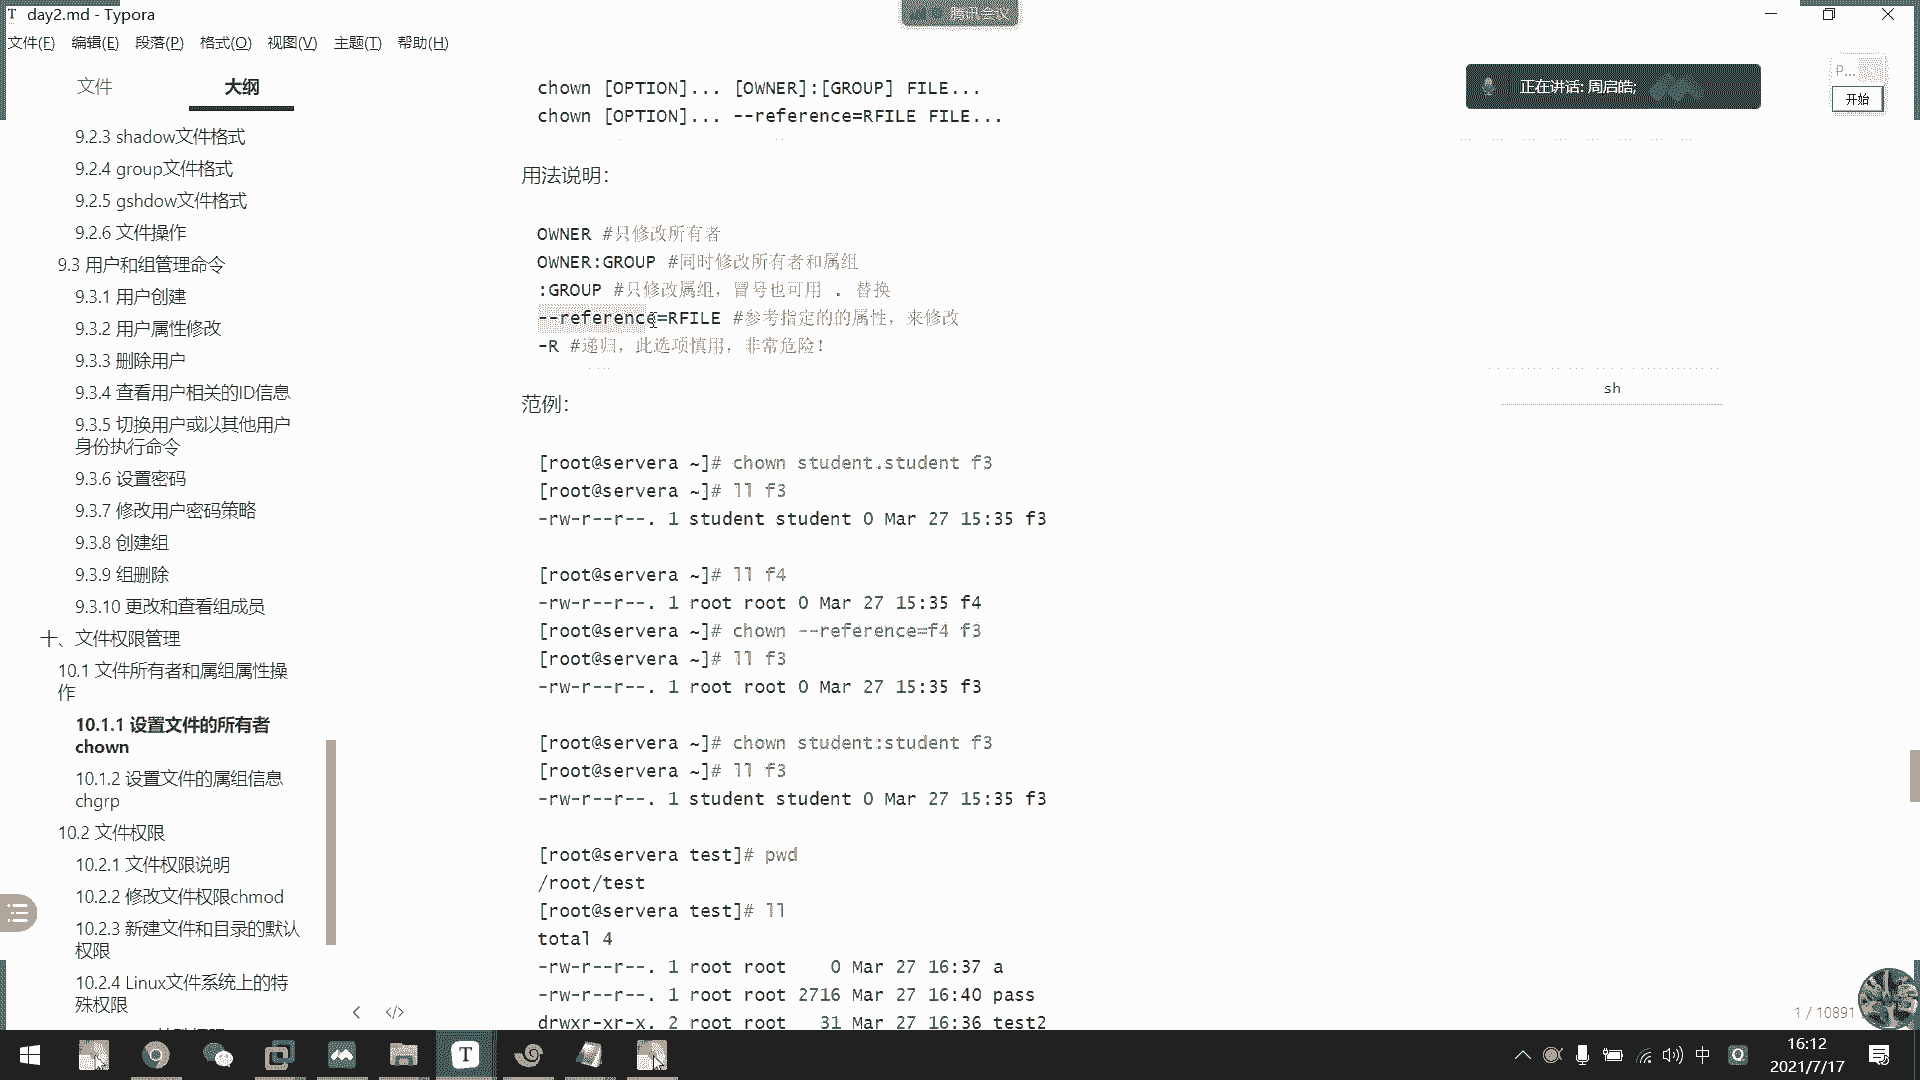 T day2.md - Typora
腾讯会议
文件(F) 编辑(E) 段落(P) 格式(O) 视图(V) 主题(T) 帮助(H)
文件 大纲
9.2.3 shadow文件格式
9.2.4 group文件格式
9.2.5 gshdow文件格式
9.2.6 文件操作
9.3 用户和组管理命令
9.3.1 用户创建
9.3.2 用户属性修改
9.3.3 删除用户
9.3.4 查看用户相关的ID信息
9.3.5 切换用户或以其他用户
身份执行命令
9.3.6 设置密码
9.3.7 修改用户密码策略
9.3.8 创建组
9.3.9 组删除
9.3.10 更改和查看组成员
十、文件权限管理
10.1 文件所有者和属组属性操
作
10.1.1 设置文件的所有者
chown
10.1.2 设置文件的属组信息
chgrp
10.2 文件权限
10.2.1 文件权限说明
10.2.2 修改文件权限chmod
10.2.3 新建文件和目录的默认
权限
10.2.4 Linux文件系统上的特
殊权限
chown [OPTION]... [OWNER]:[GROUP] FILE...
chown [OPTION]... --reference=RFILE FILE...
用法说明:
OWNER #只修改所有者
OWNER:GROUP #同时修改所有者和属组
:GROUP #只修改属组，冒号也可用 . 替换
--reference=RFILE #参考指定的的属性，来修改
-R #递归，此选项慎用，非常危险！
范例:
[root@servera ~]# chown student.student f3
[root@servera ~]# ll f3
-rw-r--r--. 1 student student 0 Mar 27 15:35 f3
[root@servera ~]# ll f4
-rw-r--r--. 1 root root 0 Mar 27 15:35 f4
[root@servera ~]# chown --reference=f4 f3
[root@servera ~]# ll f3
-rw-r--r--. 1 root root 0 Mar 27 15:35 f3
[root@servera ~]# chown student:student f3
[root@servera ~]# ll f3
-rw-r--r--. 1 student student 0 Mar 27 15:35 f3
[root@servera test]# pwd
/root/test
[root@servera test]# ll
total 4
-rw-r--r--. 1 root root 0 Mar 27 16:37 a
-rw-r--r--. 1 root root 2716 Mar 27 16:40 pass
drwxr-xr-x. 2 root root 31 Mar 27 16:36 test2
正在讲话: 周启皓;
P...
开始
sh
1 / 10891
中
16:12
2021/7/17